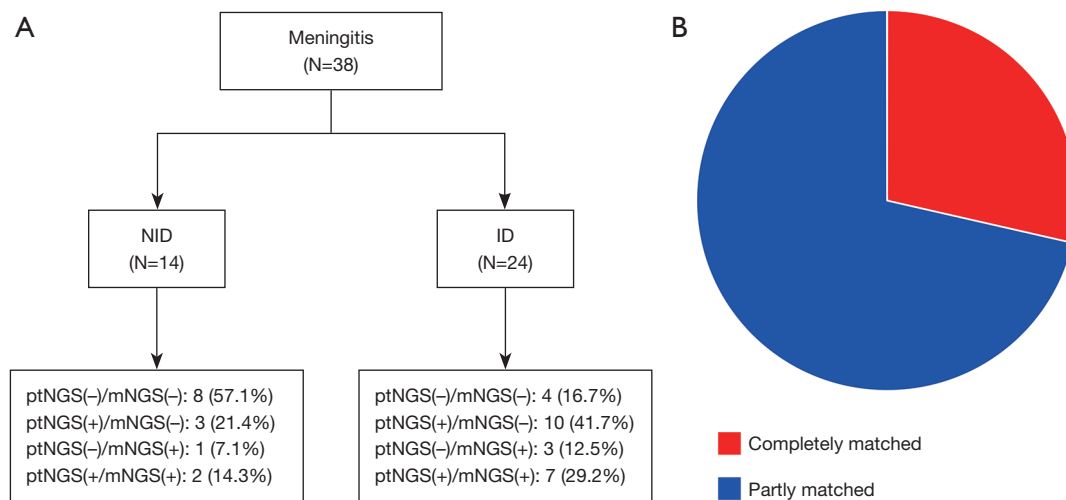 A
Meningitis
(N=38)
NID
(N=14)
ID
(N=24)
ptNGS(–)/mNGS(–): 8 (57.1%)
ptNGS(+)/mNGS(–): 3 (21.4%)
ptNGS(–)/mNGS(+): 1 (7.1%)
ptNGS(+/mNGS(+): 2 (14.3%)
ptNGS(–)/mNGS(–): 4 (16.7%)
ptNGS(+)/mNGS(–): 10 (41.7%)
ptNGS(–)/mNGS(+): 3 (12.5%)
ptNGS(+)/mNGS(+): 7 (29.2%)
B
Completely matched
Partly matched